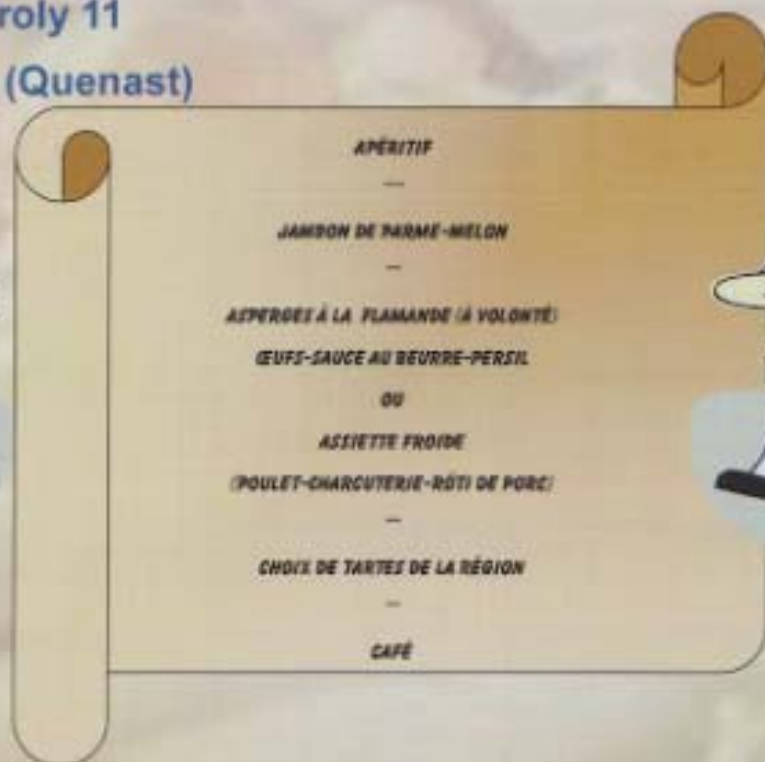 roly 11
(Quenast)
APÉRITIF
---
JAMBON DE PARME-MELON
---
ASPERGES À LA FLAMANDE (À VOLONTÉ)
ŒUFS-SAUCE AU BEURRE-PERSIL
OU
ASSIETTE FROIDE
(POULET-CHARCUTERIE-RÔTI DE PORC)
---
CHOIX DE TARTES DE LA RÉGION
---
CAFÉ